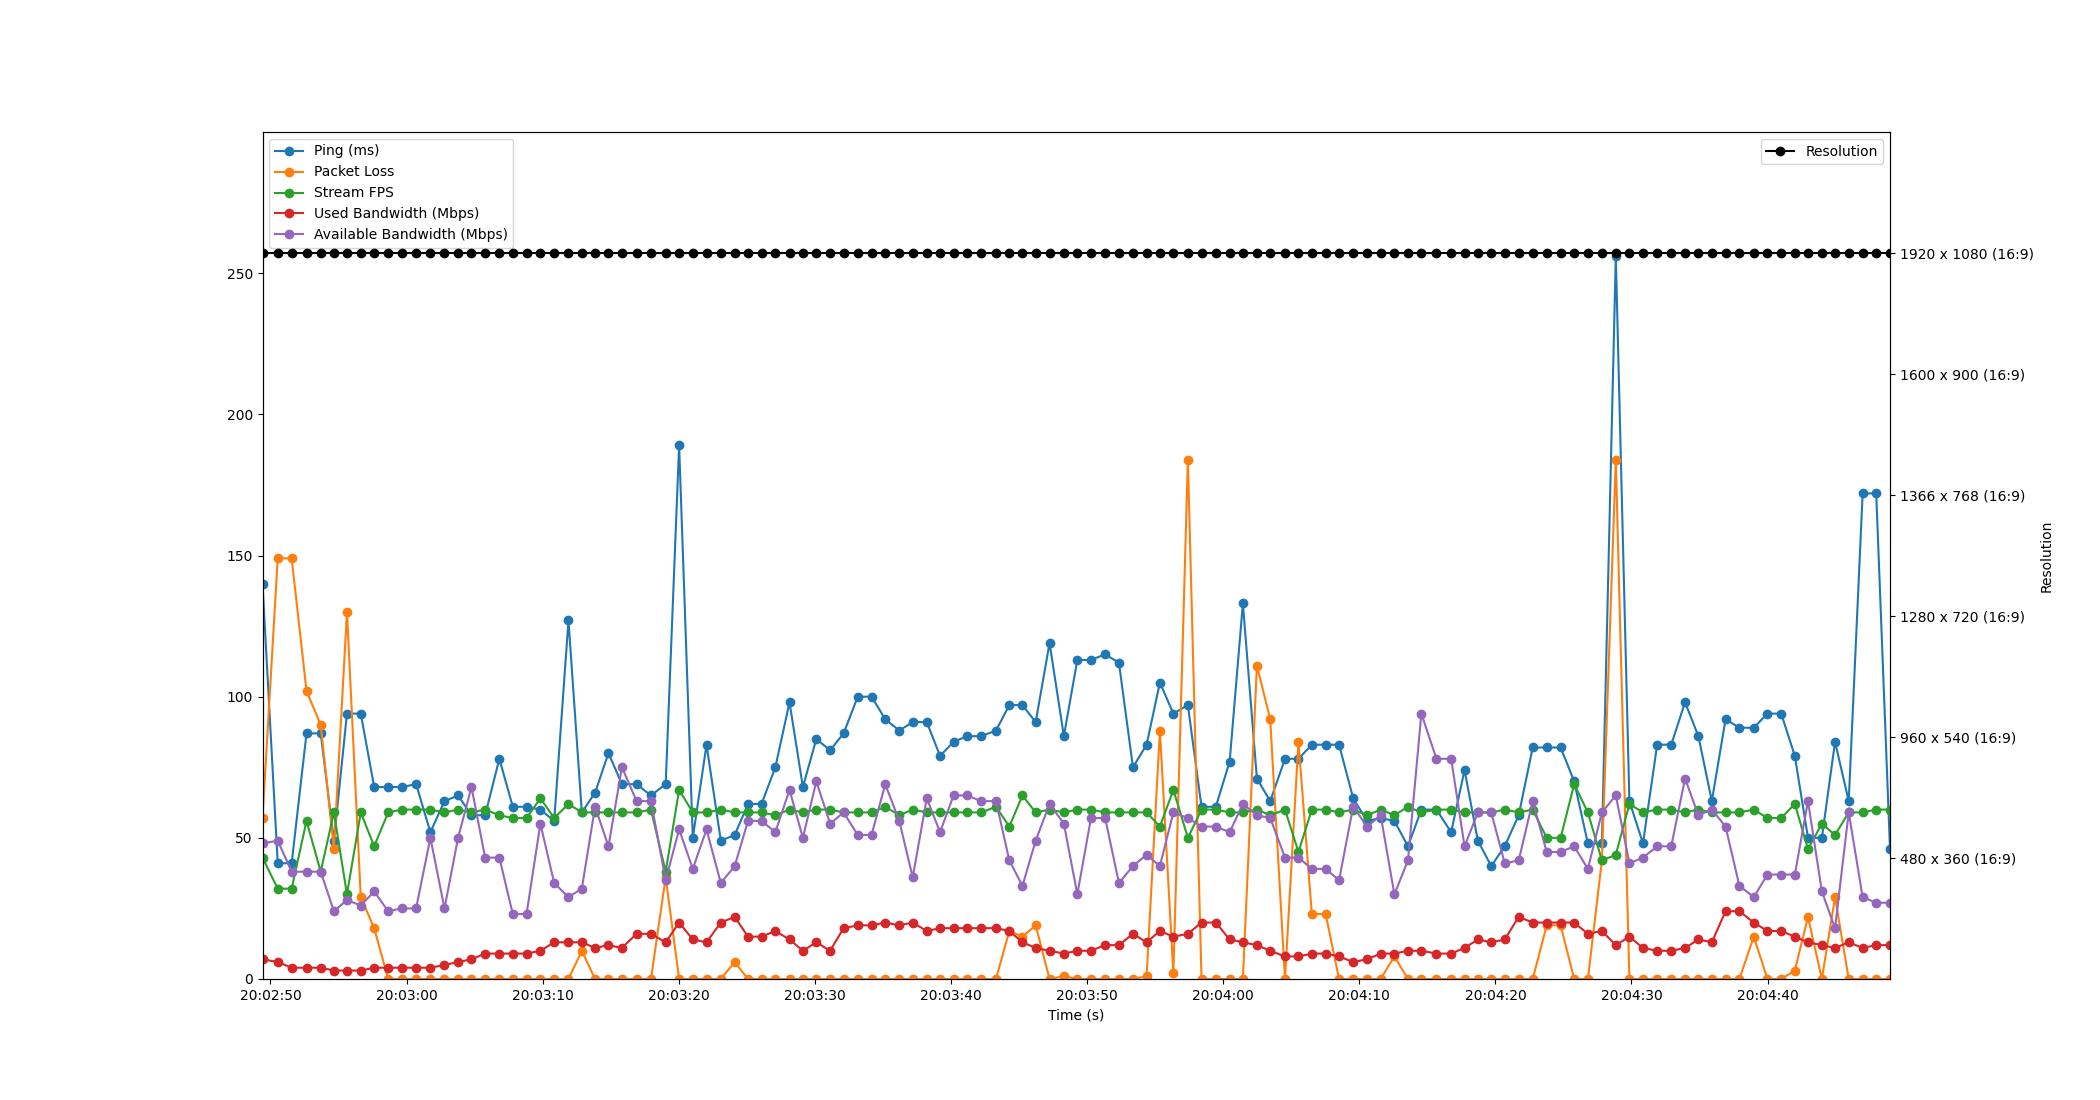 Ping (ms)
Packet Loss
Stream FPS
Used Bandwidth (Mbps)
Available Bandwidth (Mbps)
Resolution
250
200
150
100
50
0
1920 x 1080 (16:9)
1600 x 900 (16:9)
1366 x 768 (16:9)
1280 x 720 (16:9)
960 x 540 (16:9)
480 x 360 (16:9)
Resolution
20:02:50 20:03:00 20:03:10 20:03:20 20:03:30 20:03:40 20:03:50 20:04:00 20:04:10 20:04:20 20:04:30 20:04:40
Time (s)